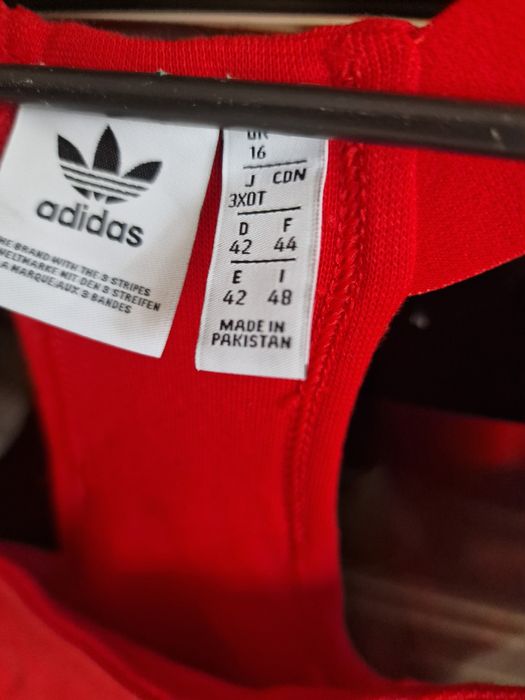 adidas
THE BRAND WITH THE 3 STRIPES
WELTMARKE MIT DEN 3 STREIFEN
LA MARQUE AUX 3 BANDES
UK
16
J CDN
3XOT
D F
42 44
E I
42 48
MADE IN
PAKISTAN